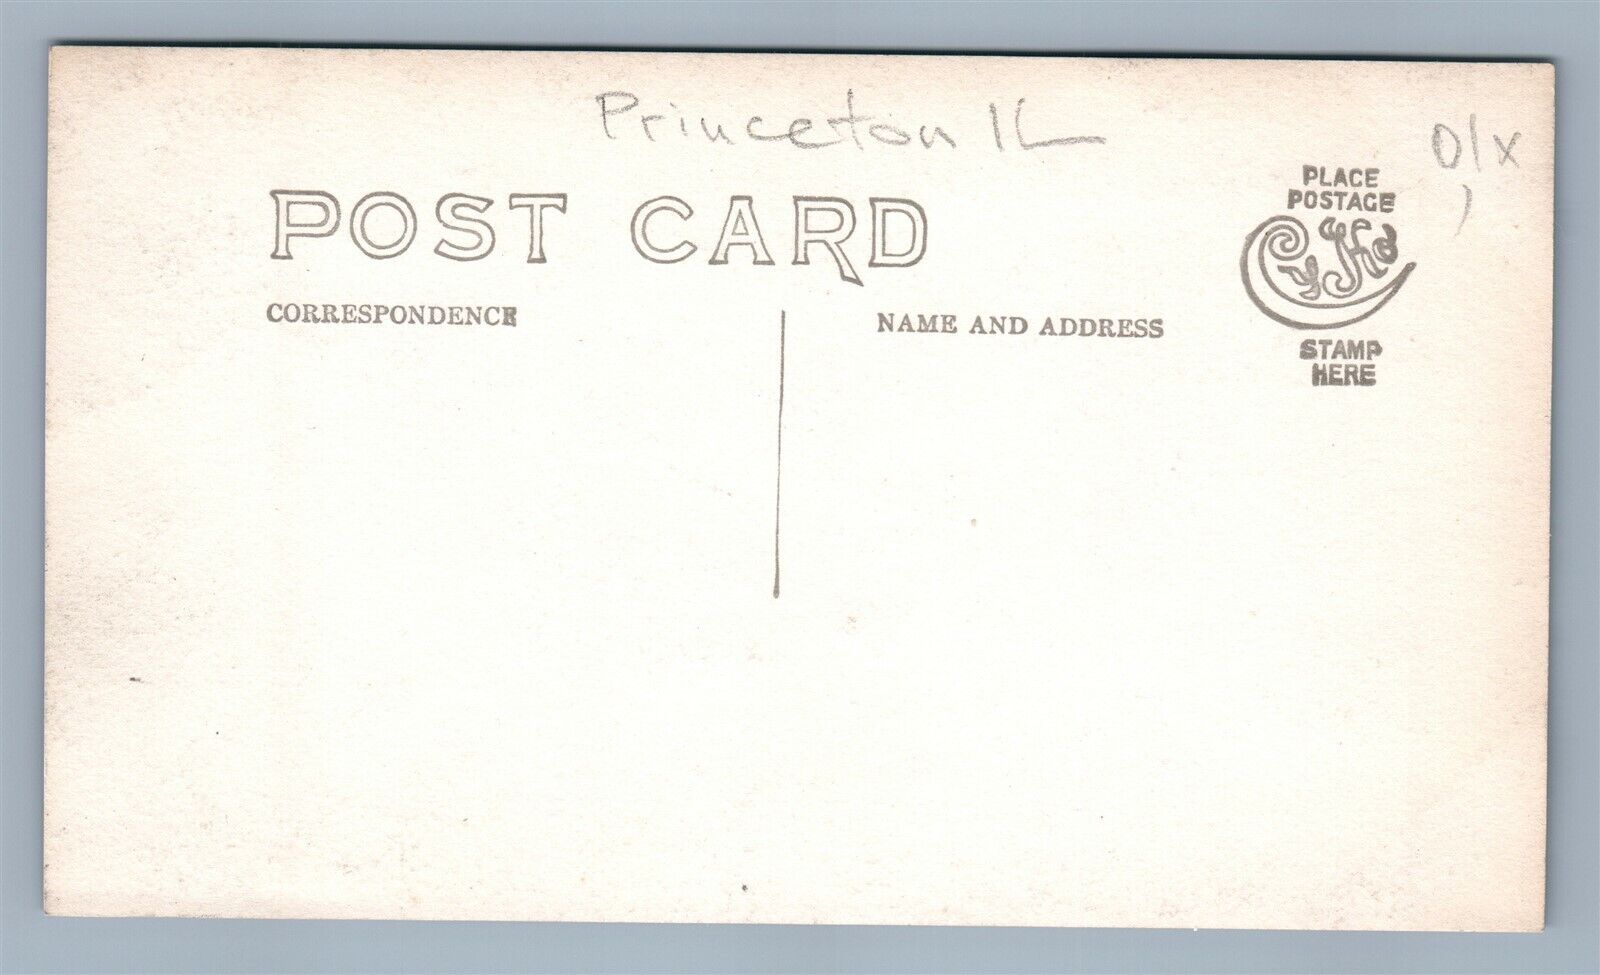 Princeton IL
O/x
PLACE
POSTAGE
POST CARD
CORRESPONDENCE
NAME AND ADDRESS
STAMP
HERE